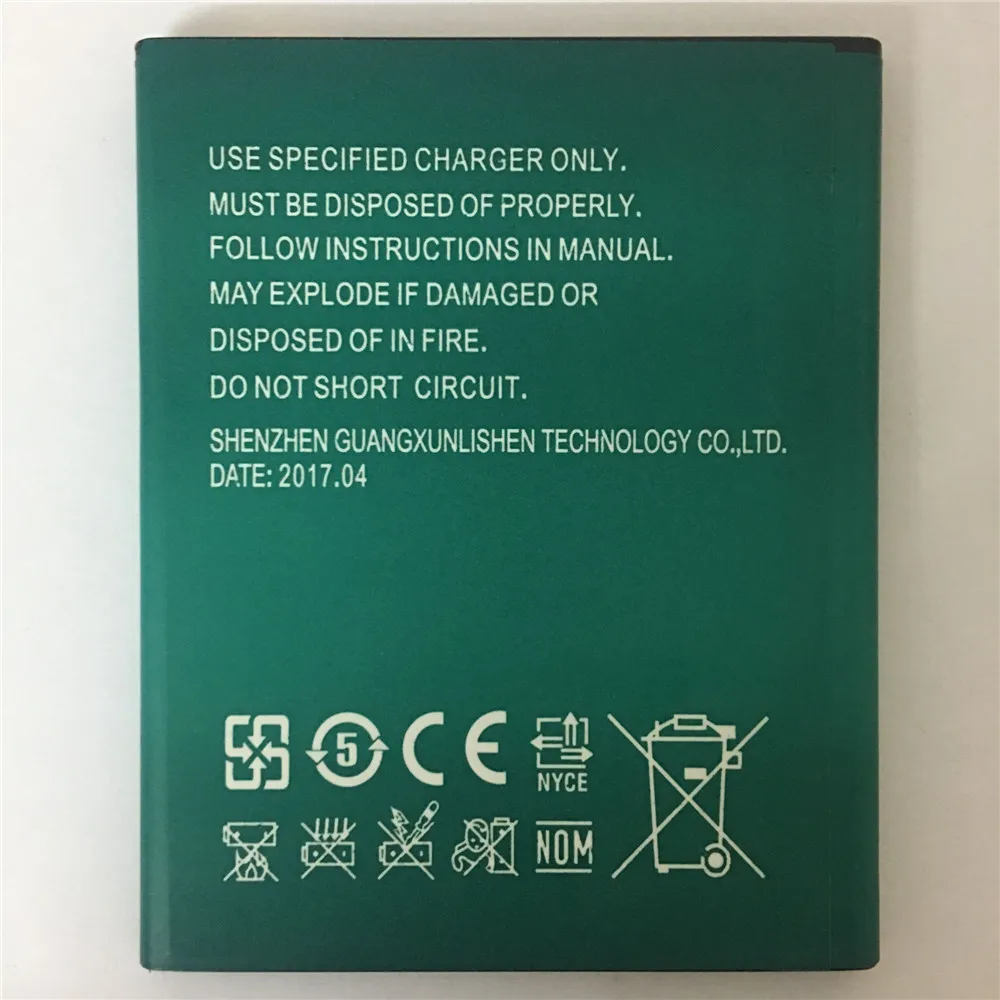 USE SPECIFIED CHARGER ONLY.
MUST BE DISPOSED OF PROPERLY.
FOLLOW INSTRUCTIONS IN MANUAL.
MAY EXPLODE IF DAMAGED OR
DISPOSED OF IN FIRE.
DO NOT SHORT CIRCUIT.
SHENZHEN GUANGXUNLISHEN TECHNOLOGY CO.,LTD.
DATE: 2017.04
5 CE
NYCE
NOM